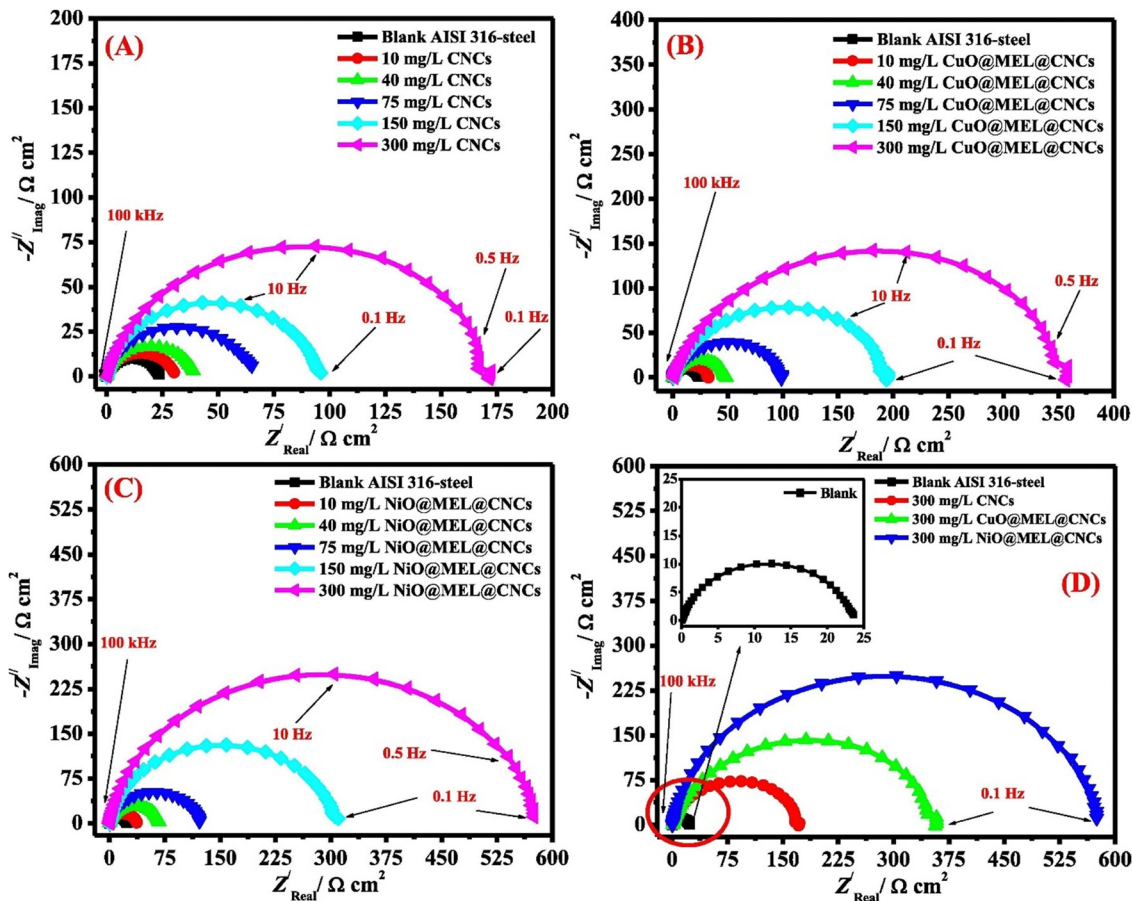 (A)
Blank AISI 316-steel
10 mg/L CNCs
40 mg/L CNCs
75 mg/L CNCs
150 mg/L CNCs
300 mg/L CNCs
100 kHz
10 Hz
0.5 Hz
0.1 Hz
0.1 Hz
200
175
150
125
100
75
50
25
0
0 25 50 75 100 125 150 175 200
-Z // Imag / Ω cm2
Z / Real / Ω cm2
(B)
Blank AISI 316-steel
10 mg/L CuO@MEL@CNCs
40 mg/L CuO@MEL@CNCs
75 mg/L CuO@MEL@CNCs
150 mg/L CuO@MEL@CNCs
300 mg/L CuO@MEL@CNCs
100 kHz
10 Hz
0.5 Hz
0.1 Hz
400
350
300
250
200
150
100
50
0
0 50 100 150 200 250 300 350 400
-Z // Imag / Ω cm2
Z / Real / Ω cm2
(C)
Blank AISI 316-steel
10 mg/L NiO@MEL@CNCs
40 mg/L NiO@MEL@CNCs
75 mg/L NiO@MEL@CNCs
150 mg/L NiO@MEL@CNCs
300 mg/L NiO@MEL@CNCs
100 kHz
10 Hz
0.5 Hz
0.1 Hz
600
525
450
375
300
225
150
75
0
0 75 150 225 300 375 450 525 600
-Z // Imag / Ω cm2
Z / Real / Ω cm2
(D)
Blank AISI 316-steel
300 mg/L CNCs
300 mg/L CuO@MEL@CNCs
300 mg/L NiO@MEL@CNCs
Blank
25
20
15
10
5
0
0 5 10 15 20 25
100 kHz
0.1 Hz
600
525
450
375
300
225
150
75
0
0 75 150 225 300 375 450 525 600
-Z // Imag / Ω cm2
Z / Real / Ω cm2